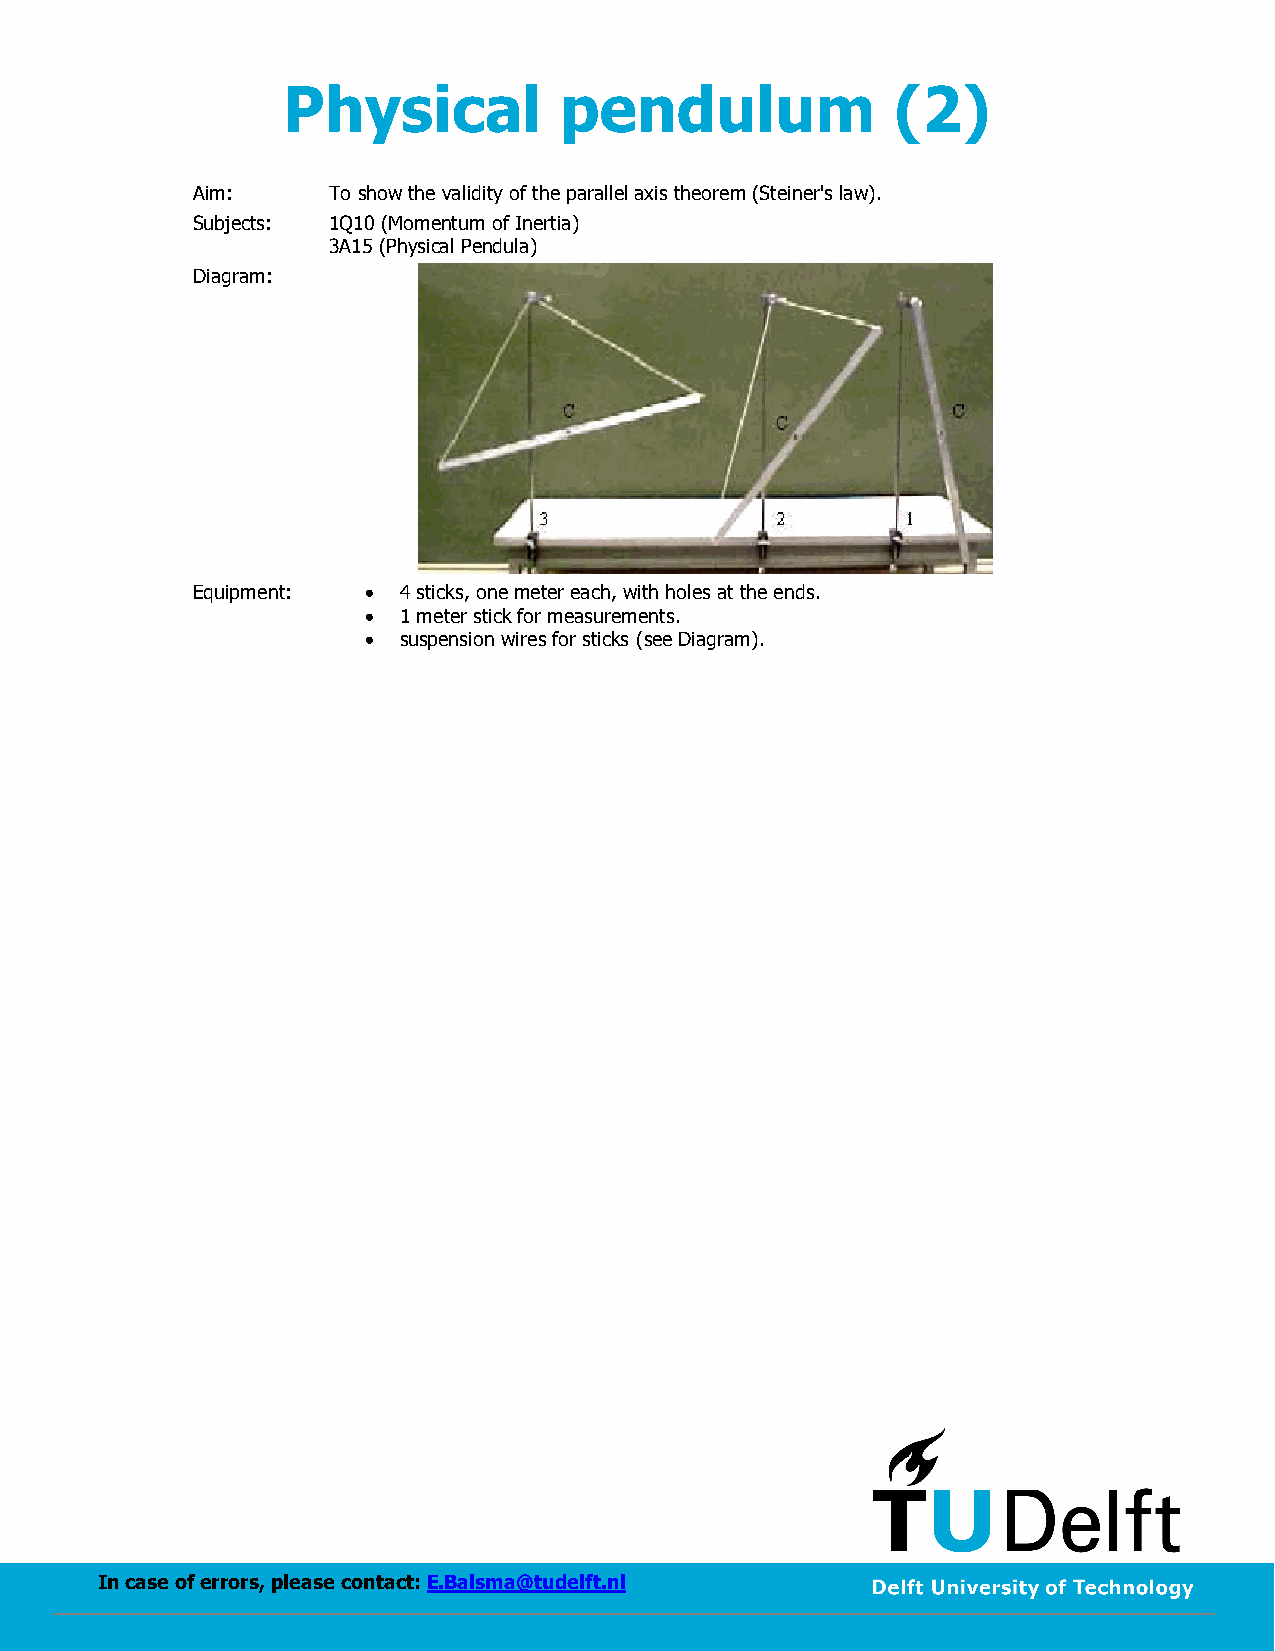 Physical pendulum (2)
Aim: To show the validity of the parallel axis theorem (Steiner's law).
Subjects: 1Q10 (Momentum of Inertia)
3A15 (Physical Pendula)
Diagram:
C
C
C
3
2
1
Equipment: • 4 sticks, one meter each, with holes at the ends.
• 1 meter stick for measurements.
• suspension wires for sticks (see Diagram).
TUDelft
In case of errors, please contact: E.Balsma@tudelft.nl
Delft University of Technology